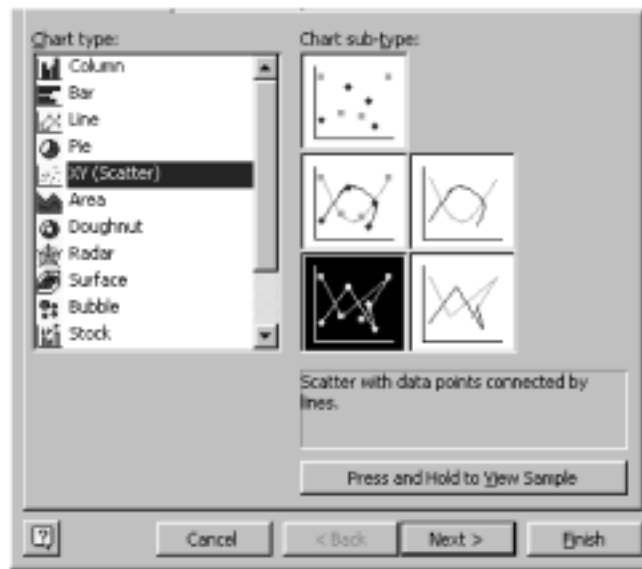 Chart type:
Column
Bar
Line
Pie
XY (Scatter)
Area
Doughnut
Radar
Surface
Bubble
Stock
Chart sub-type:
Scatter with data points connected by
lines.
Press and Hold to View Sample
Cancel
< Back
Next >
Finish